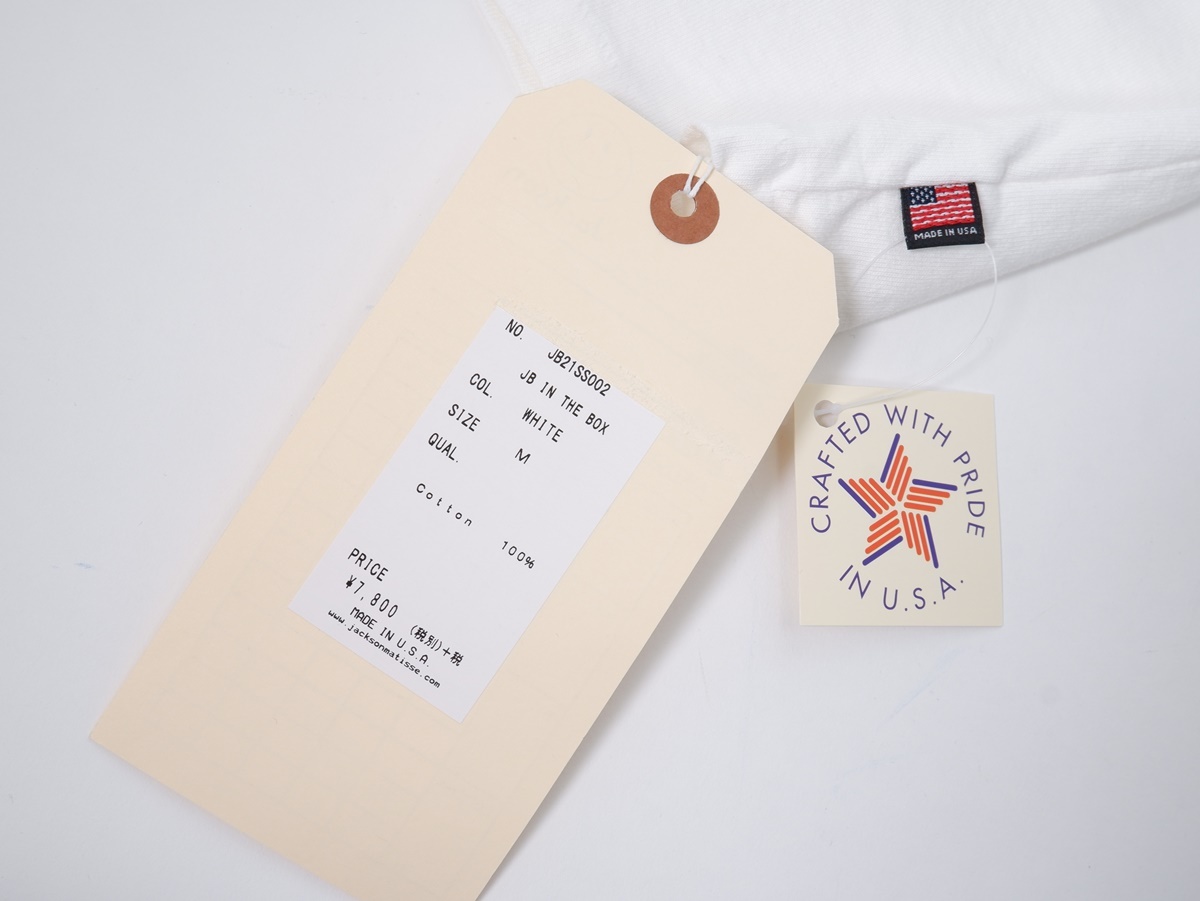 NO. JB21SS002
JB IN THE BOX
COL. WHITE
SIZE M
QUAL.
Cotton 100%
PRICE
¥7,800 (税別)+税
MADE IN U.S.A.
www.jacksonmatisse.com
MADE IN USA
CRAFTED WITH PRIDE
IN U.S.A.